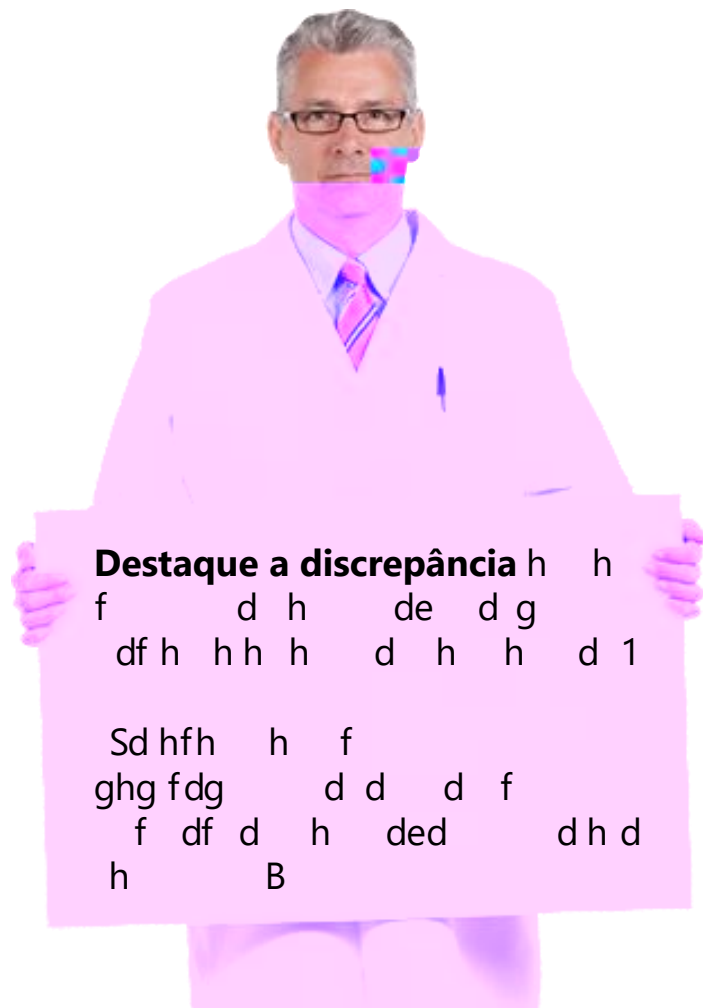 Destaque a discrepância h h
f d h de d g
df h h h h d h h d 1
Sd hfh h f
ghg fdg d d d f
f df d h ded d h d
h B